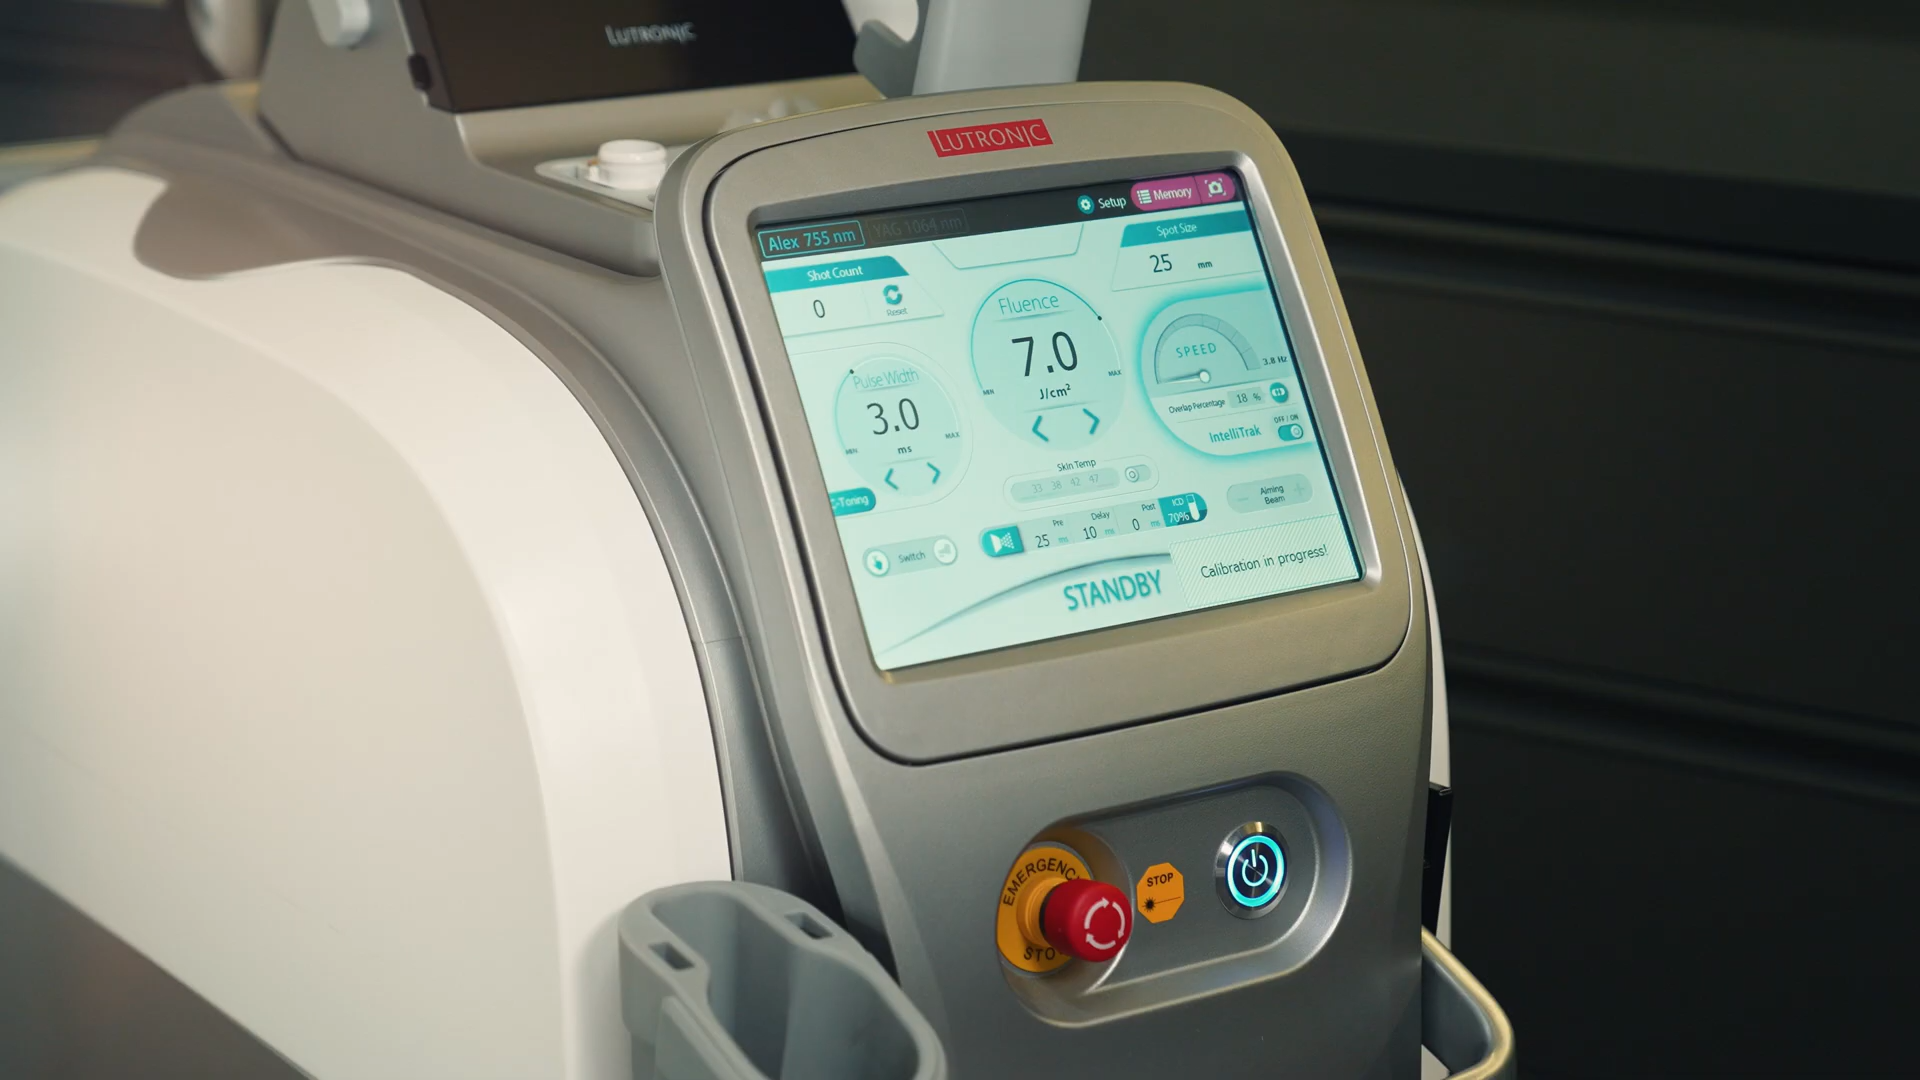 LUTRONIC
LUTRONIC
Setup
Memory
Alex 755 nm
YAG 1064 nm
Spot Size
25 mm
Shot Count
0
Reset
Fluence
7.0
J/cm²
MIN
MAX
SPEED
3.8 Hz
Overlap Percentage 18 %
OFF / ON
IntelliTrak
Pulse Width
3.0
ms
MIN
MAX
Skin Temp
33 38 42 47
Aiming
Beam
-Toning
Switch
Pre
25 ms
Delay
10 ms
Post
0 ms
ICD
70%
STANDBY
Calibration in progress!
EMERGENCY
STOP
STOP